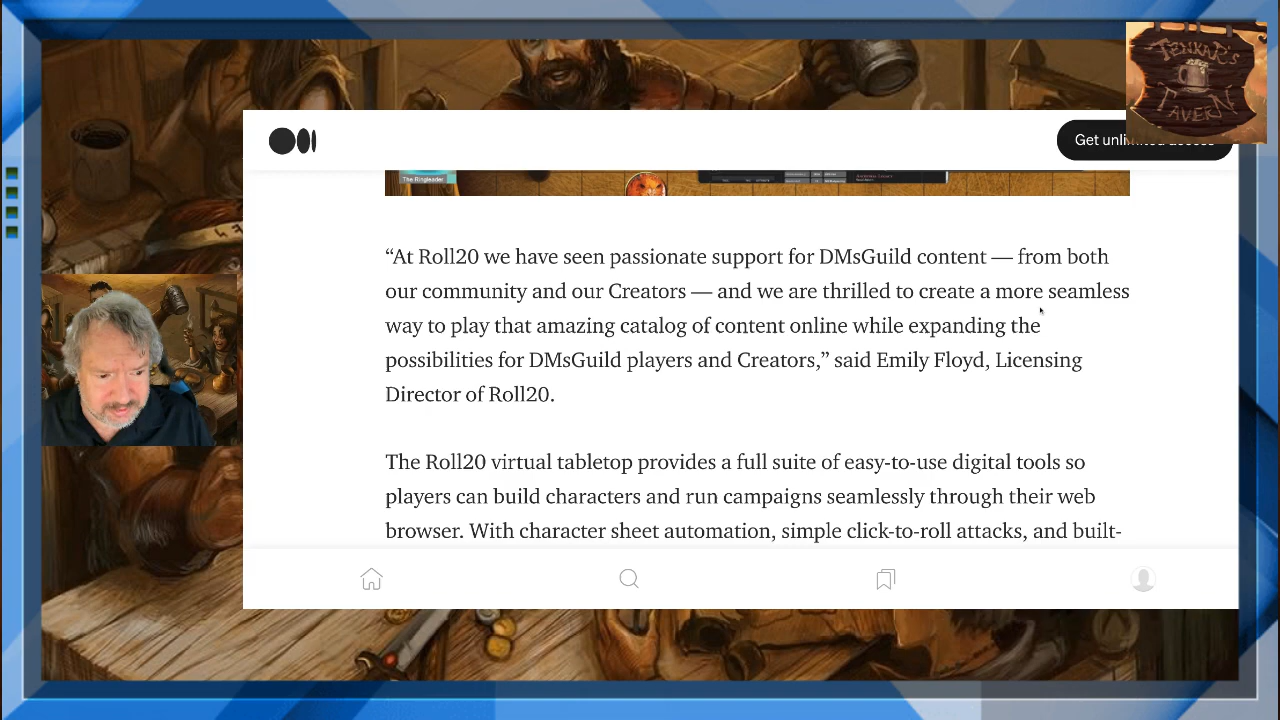 TENKAR'S
TAVERN
Get unlimited access
The Ringleader
“At Roll20 we have seen passionate support for DMsGuild content — from both
our community and our Creators — and we are thrilled to create a more seamless
way to play that amazing catalog of content online while expanding the
possibilities for DMsGuild players and Creators,” said Emily Floyd, Licensing
Director of Roll20.
The Roll20 virtual tabletop provides a full suite of easy-to-use digital tools so
players can build characters and run campaigns seamlessly through their web
browser. With character sheet automation, simple click-to-roll attacks, and built-